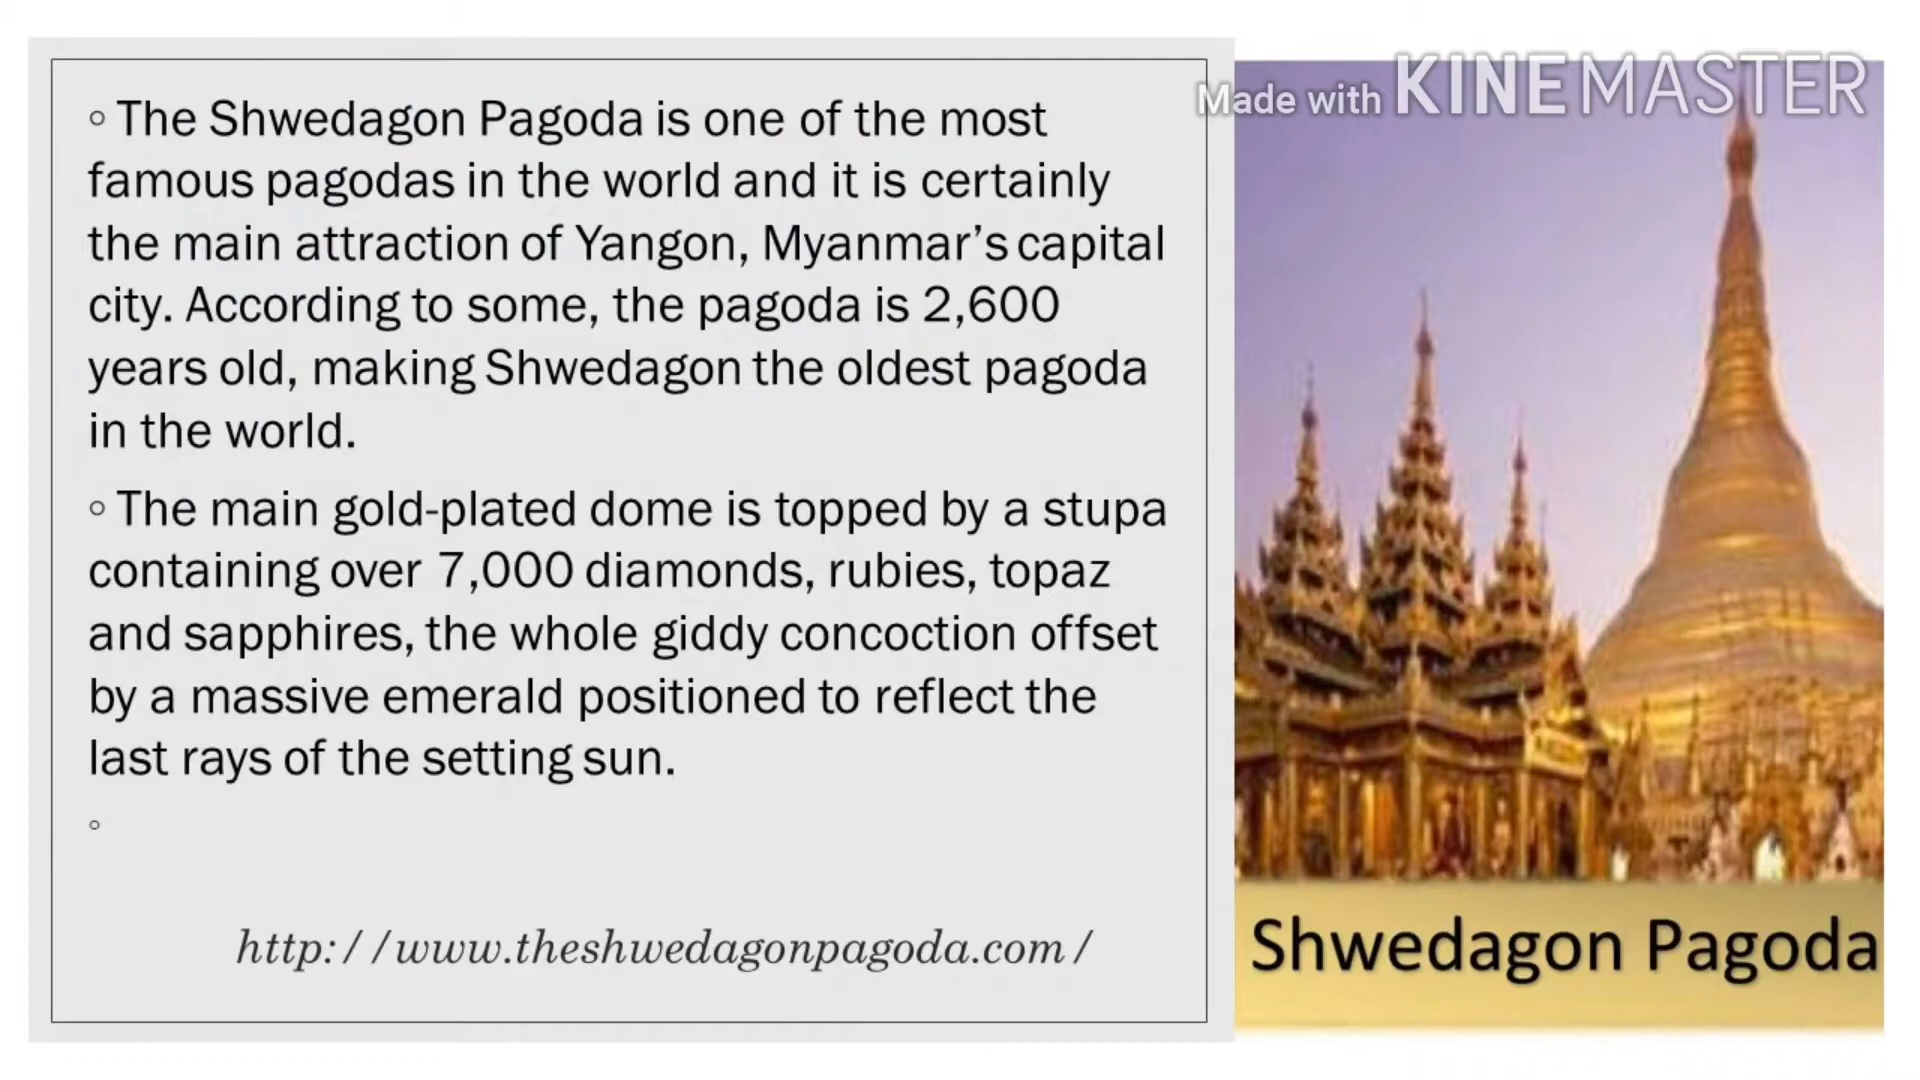 ◦ The Shwedagon Pagoda is one of the most
famous pagodas in the world and it is certainly
the main attraction of Yangon, Myanmar’s capital
city. According to some, the pagoda is 2,600
years old, making Shwedagon the oldest pagoda
in the world.
◦ The main gold-plated dome is topped by a stupa
containing over 7,000 diamonds, rubies, topaz
and sapphires, the whole giddy concoction offset
by a massive emerald positioned to reflect the
last rays of the setting sun.
◦
http://www.theshwedagonpagoda.com/
Made with KINEMASTER
Shwedagon Pagoda